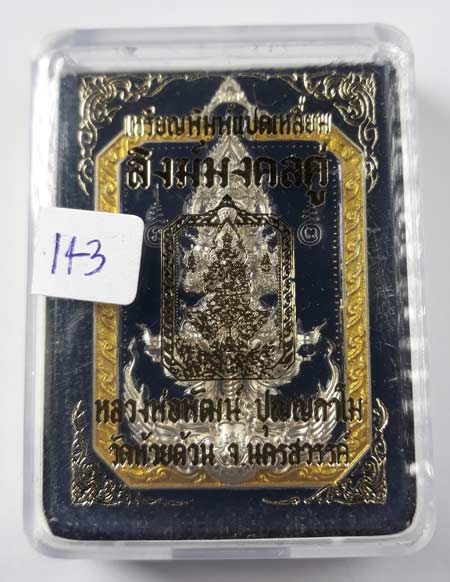 เหรียญพิมพ์แปดเหลี่ยม
สิงห์มงคลคู่
143
หลวงพ่อพัฒน์ ปุญญกาโม
วัดห้วยด้วน จ.นครสวรรค์